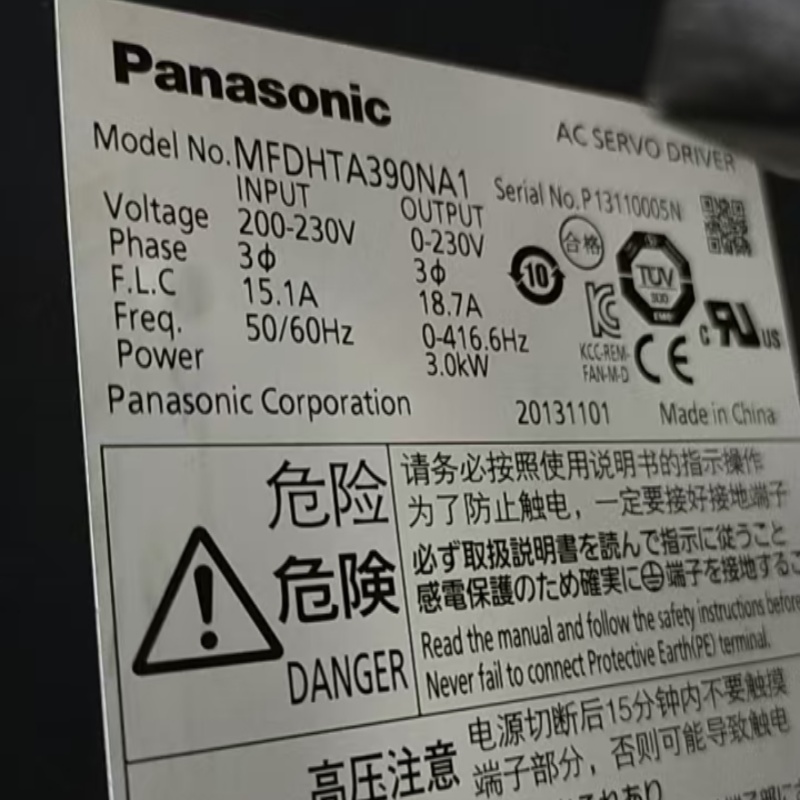 Panasonic
AC SERVO DRIVER
Model No. MFDHTA390NA1
Serial No. P13110005N
INPUT OUTPUT
Voltage 200-230V 0-230V
Phase 3ϕ 3ϕ
F.L.C 15.1A 18.7A
Freq. 50/60Hz 0-416.6Hz
Power 3.0kW
10
合格
TÜV
KCC-REM-
FAN-M-D
CE
c RU US
Panasonic Corporation 20131101 Made in China
危险
危険
DANGER
请务必按照使用说明书的指示操作
为了防止触电，一定要接好接地端子
必ず取扱説明書を読んで指示に従うこと
感電保護のため確実に⏚端子を接地するこ
Read the manual and follow the safety instructions before
Never fail to connect Protective Earth(PE) terminal.
高压注意
电源切断后15分钟内不要触摸
端子部分，否则可能导致触电